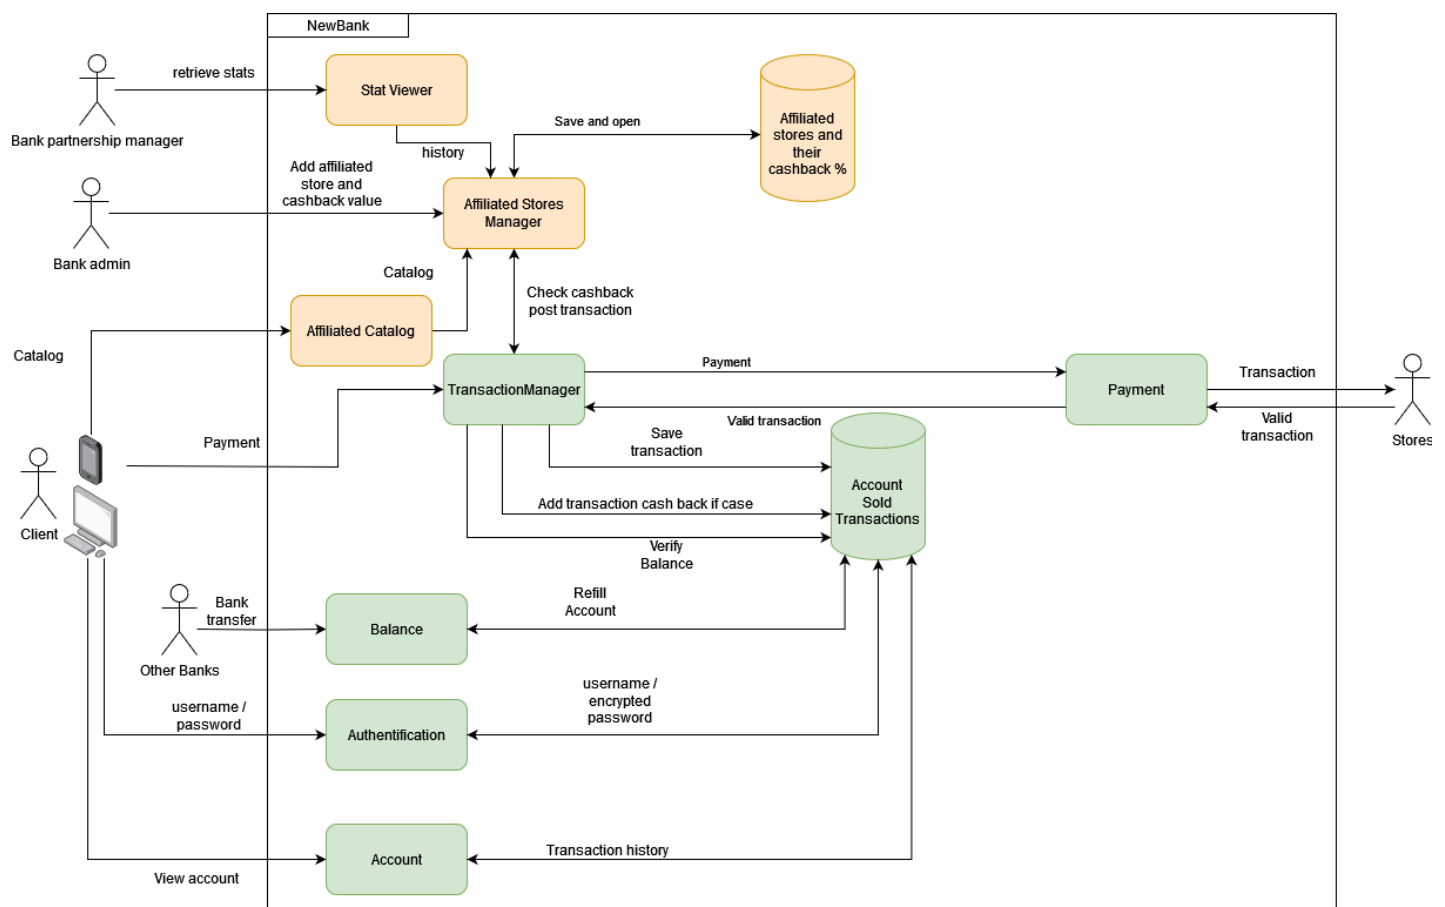 NewBank
retrieve stats
Stat Viewer
Bank partnership manager
Save and open
Affiliated
stores and
their
cashback %
history
Add affiliated
store and
cashback value
Affiliated Stores
Manager
Bank admin
Catalog
Check cashback
post transaction
Affiliated Catalog
Catalog
Payment
TransactionManager
Payment
Transaction
Valid transaction
Valid
transaction
Stores
Payment
Save
transaction
Account
Sold
Transactions
Add transaction cash back if case
Client
Verify
Balance
Bank
transfer
Refill
Account
Balance
Other Banks
username /
password
username /
encrypted
password
Authentification
Account
Transaction history
View account